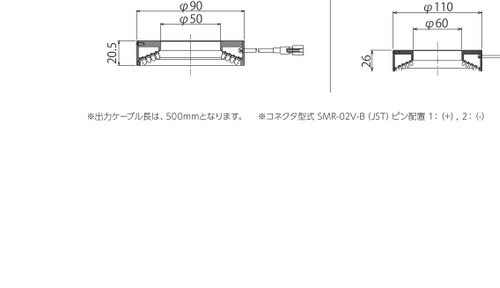 φ90
φ50
20.5
φ110
φ60
26
※出力ケーブル長は、500mmとなります。 ※コネクタ型式 SMR-02V-B (JST) ピン配置 1: (+) , 2: (-)